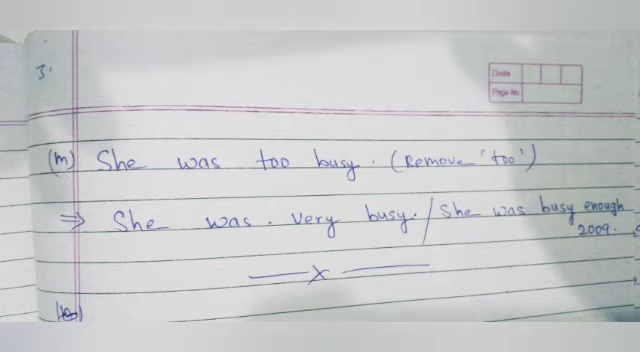 3.
Date
Page No.
(m) She was too busy. (Remove 'too')
⇒ She was. very busy. / She was busy enough
2009.
x